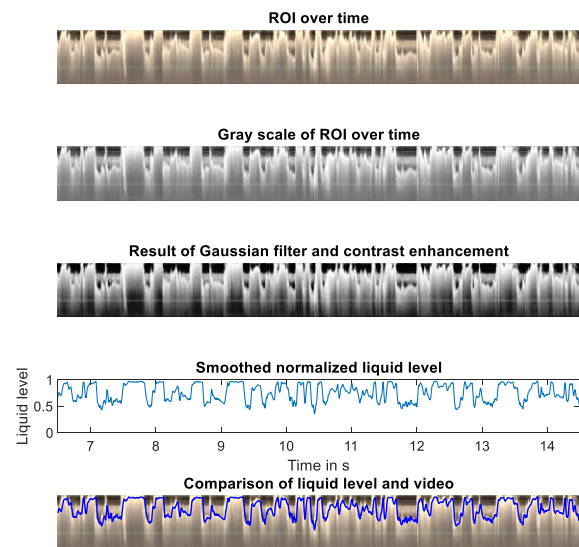 ROI over time
Gray scale of ROI over time
Result of Gaussian filter and contrast enhancement
Smoothed normalized liquid level
Liquid level
1
0.5
0
7 8 9 10 11 12 13 14
Time in s
Comparison of liquid level and video